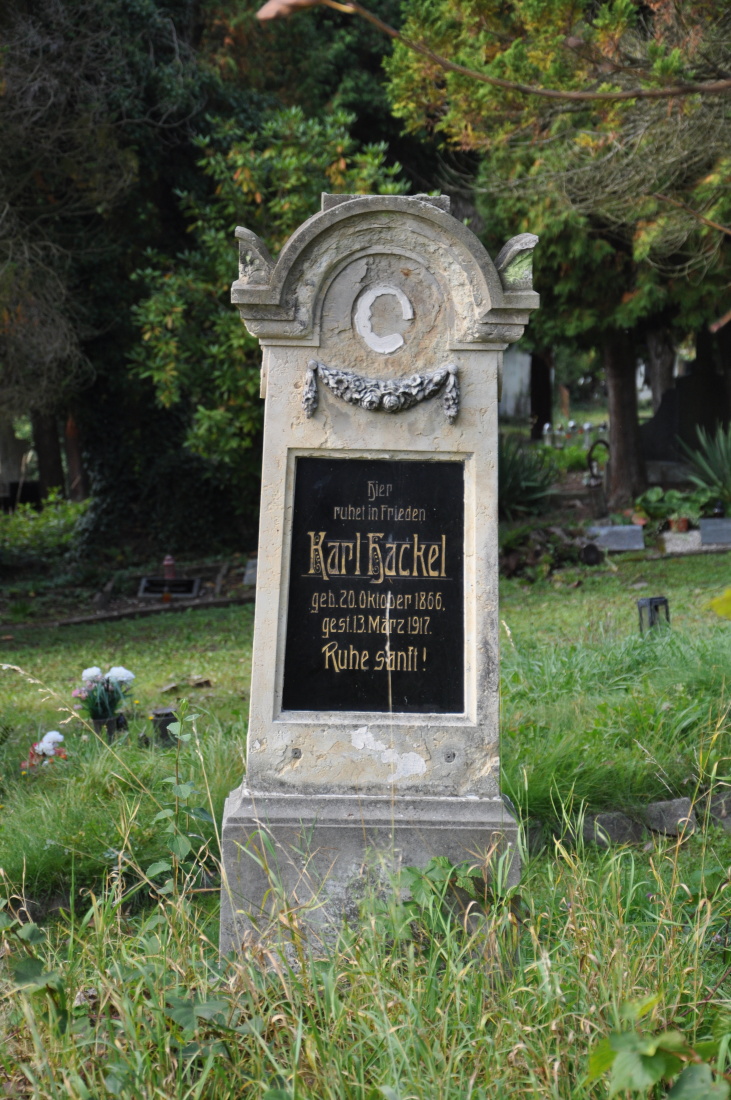 Hier
ruhet in Frieden
Karl Hackel
geb. 20. Oktober 1866,
gest. 13. März 1917.
Ruhe sanft!